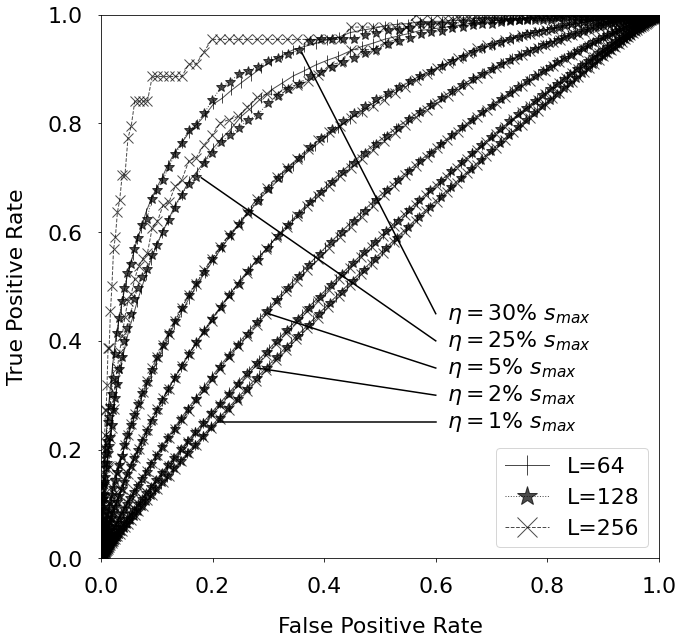 1.0
0.8
0.6
0.4
0.2
0.0
True Positive Rate
η = 30% s_max
η = 25% s_max
η = 5% s_max
η = 2% s_max
η = 1% s_max
L=64
L=128
L=256
0.0 0.2 0.4 0.6 0.8 1.0
False Positive Rate